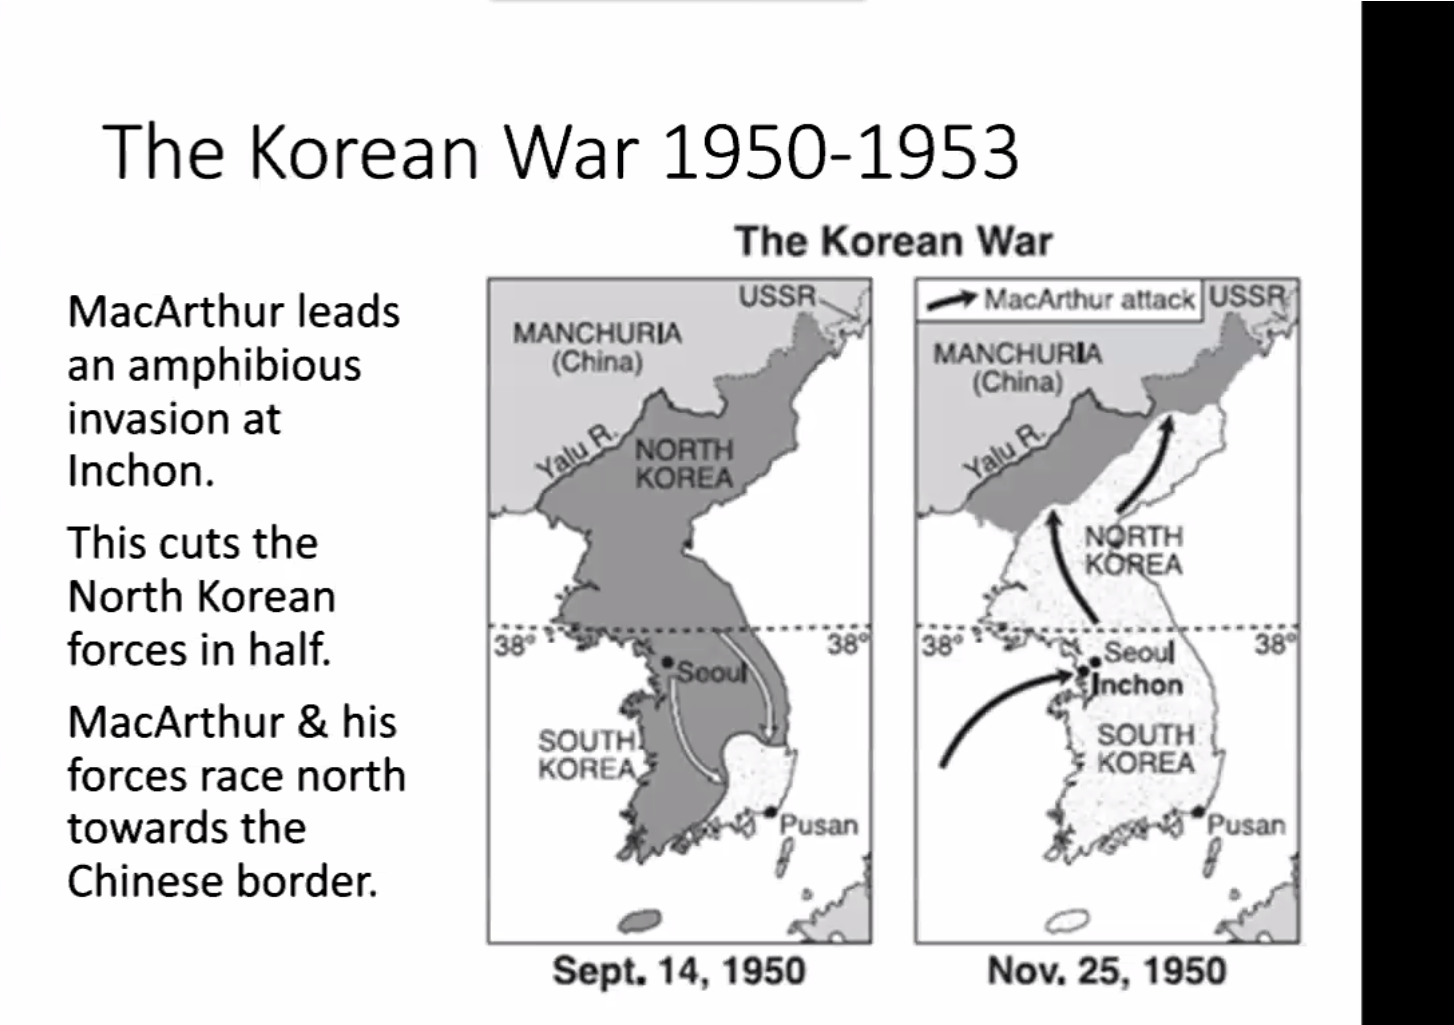 The Korean War 1950-1953
MacArthur leads
an amphibious
invasion at
Inchon.
This cuts the
North Korean
forces in half.
MacArthur & his
forces race north
towards the
Chinese border.
The Korean War
USSR
MANCHURIA
(China)
Yalu R.
NORTH
KOREA
38°
38°
Seoul
SOUTH
KOREA
Pusan
Sept. 14, 1950
MacArthur attack
USSR
MANCHURIA
(China)
Yalu R.
NORTH
KOREA
38°
38°
Seoul
Inchon
SOUTH
KOREA
Pusan
Nov. 25, 1950